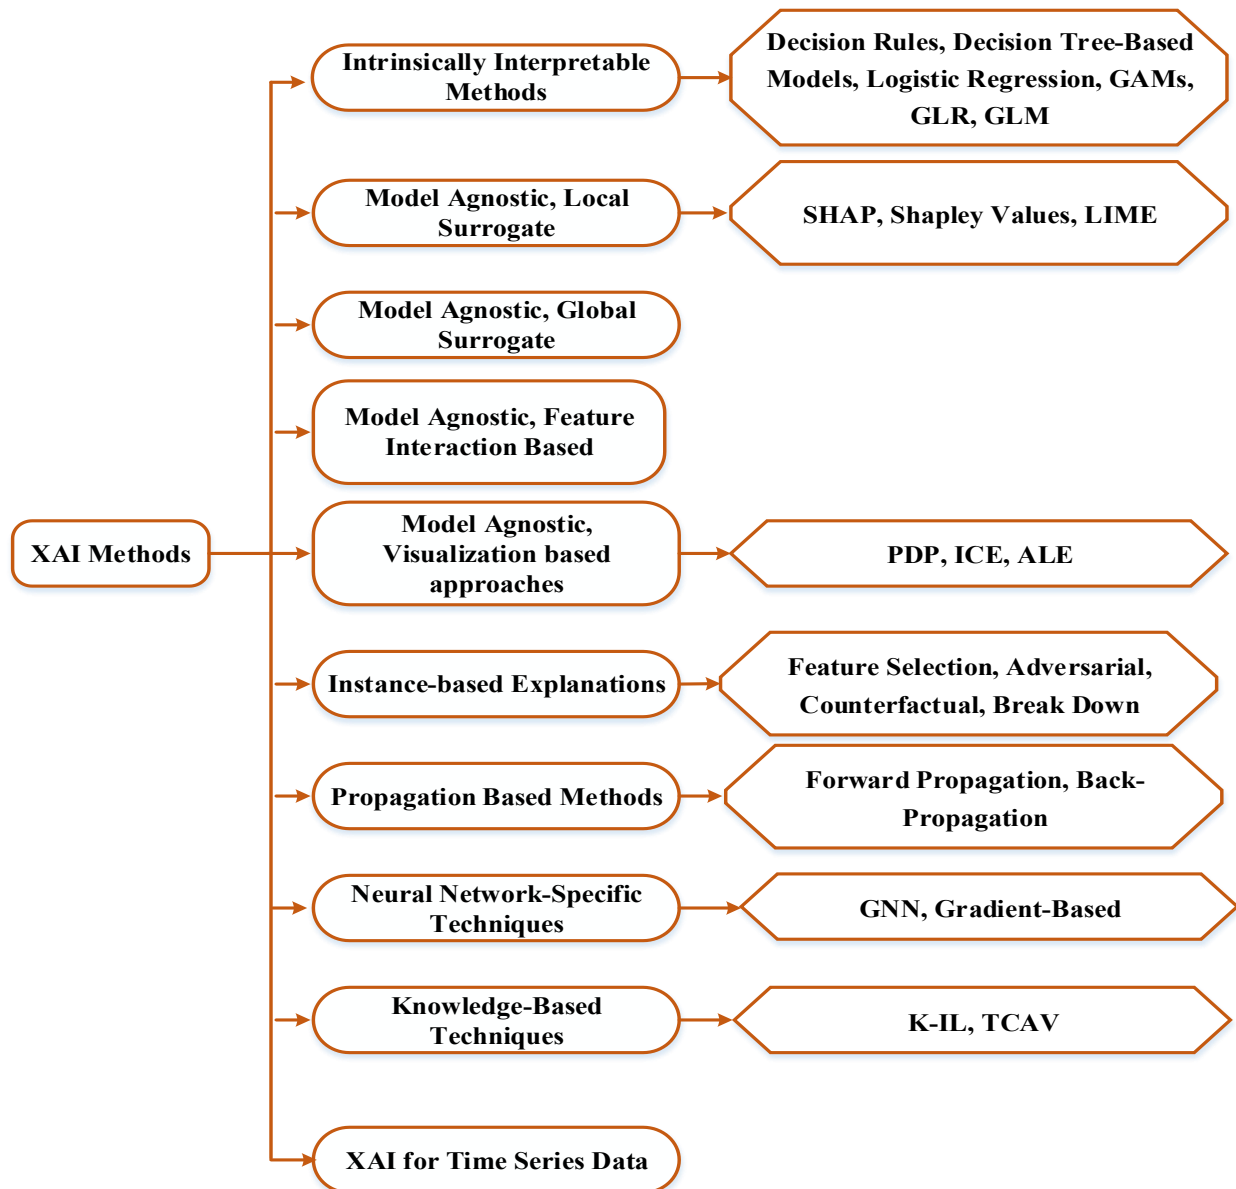 Intrinsically Interpretable
Methods
Decision Rules, Decision Tree-Based
Models, Logistic Regression, GAMs,
GLR, GLM
Model Agnostic, Local
Surrogate
SHAP, Shapley Values, LIME
Model Agnostic, Global
Surrogate
Model Agnostic, Feature
Interaction Based
XAI Methods
Model Agnostic,
Visualization based
approaches
PDP, ICE, ALE
Instance-based Explanations
Feature Selection, Adversarial,
Counterfactual, Break Down
Propagation Based Methods
Forward Propagation, Back-
Propagation
Neural Network-Specific
Techniques
GNN, Gradient-Based
Knowledge-Based
Techniques
K-IL, TCAV
XAI for Time Series Data